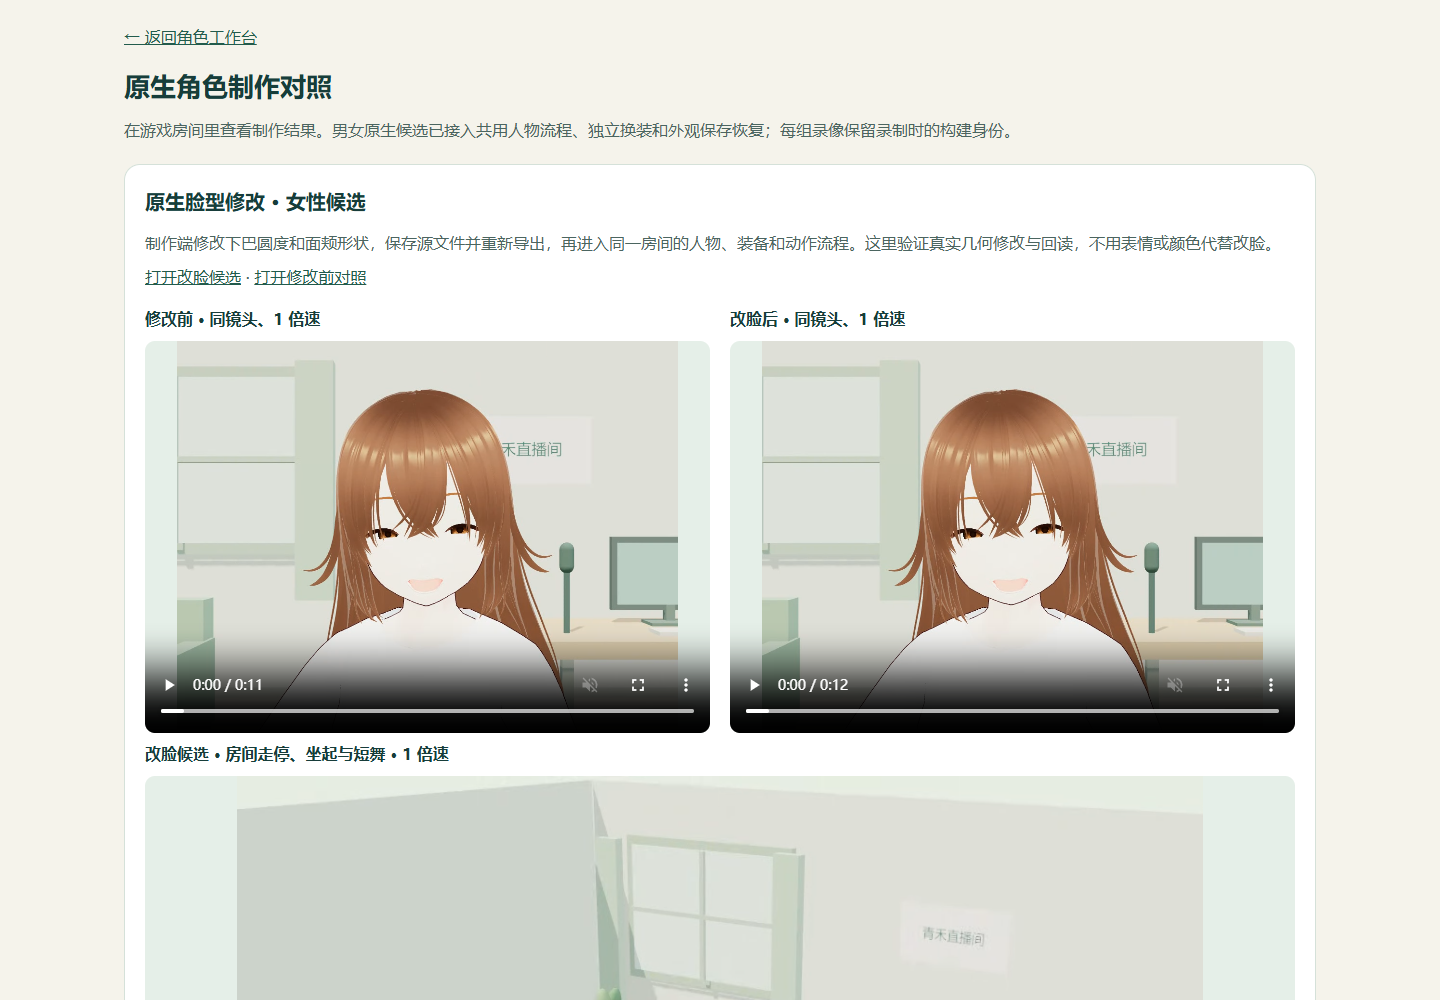 ← 返回角色工作台
原生角色制作对照
在游戏房间里查看制作结果。男女原生候选已接入共用人物流程、独立换装和外观保存恢复；每组录像保留录制时的构建身份。
原生脸型修改 • 女性候选
制作端修改下巴圆度和面颊形状，保存源文件并重新导出，再进入同一房间的人物、装备和动作流程。这里验证真实几何修改与回读，不用表情或颜色代替改脸。
打开改脸候选 · 打开修改前对照
修改前 • 同镜头、1 倍速
改脸后 • 同镜头、1 倍速
禾直播间
禾直播间
0:00 / 0:11
0:00 / 0:12
改脸候选 • 房间走停、坐起与短舞 • 1 倍速
青禾直播间